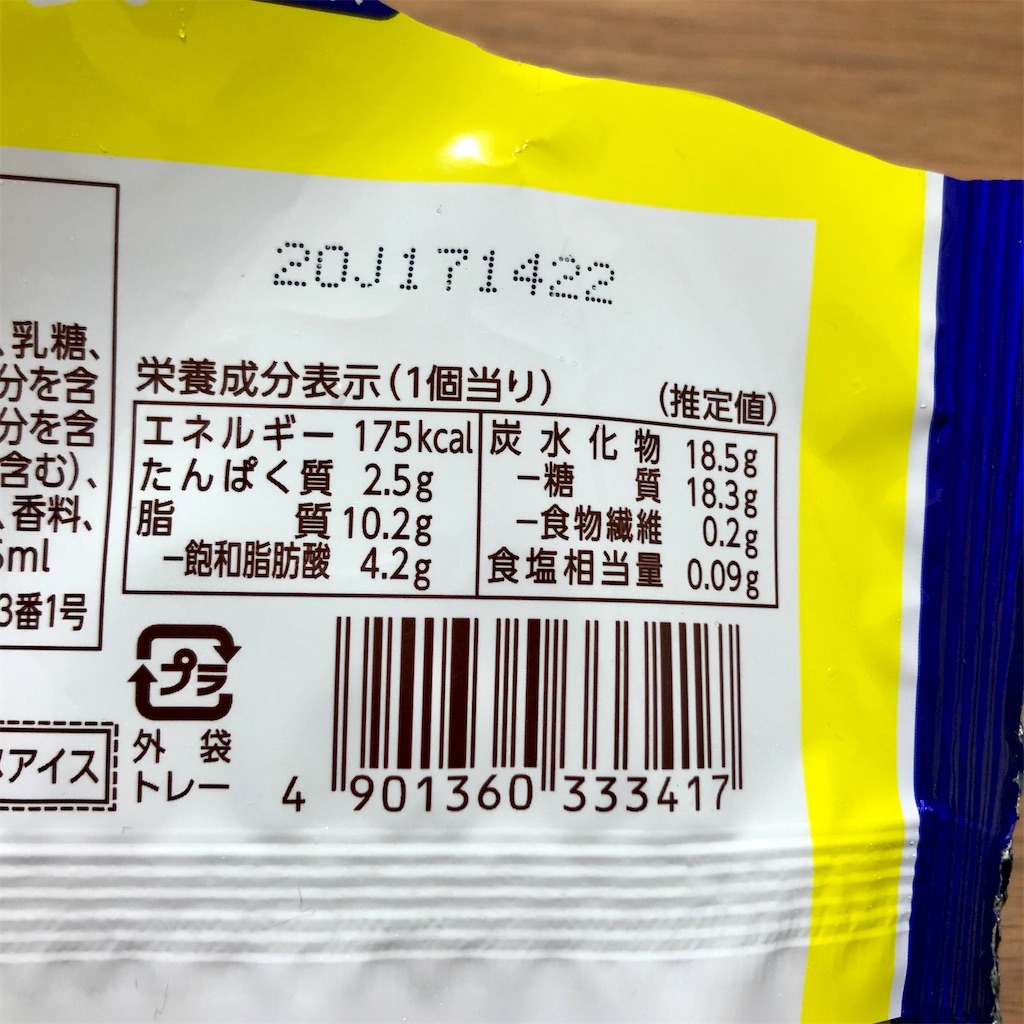 20J171422
、乳糖、
分を含
分を含
含む)、
、香料、
5ml
3番1号
アイス
栄養成分表示(1個当り)
(推定値)
エネルギー 175kcal
たんぱく質 2.5g
脂質 10.2g
−飽和脂肪酸 4.2g
炭水化物 18.5g
−糖質 18.3g
−食物繊維 0.2g
食塩相当量 0.09g
プラ
外袋
トレー
4 901360 333417